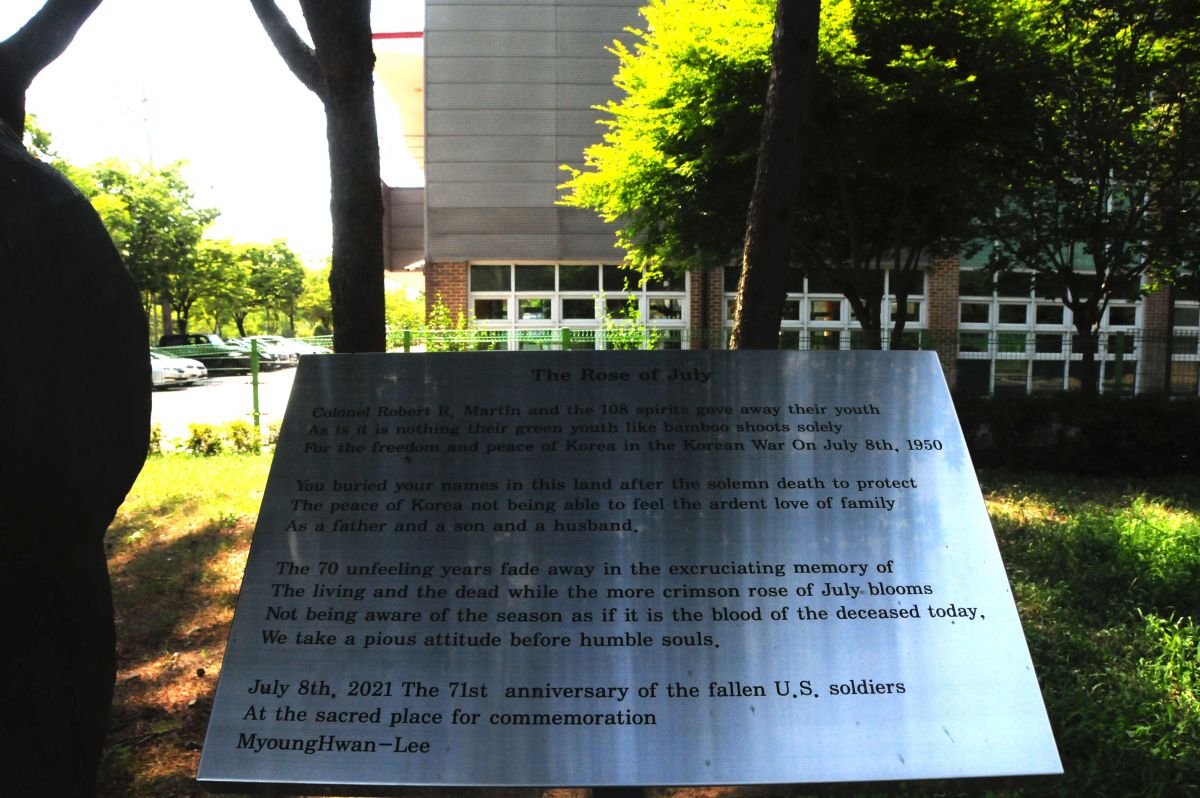 The Rose of July
Colonel Robert R. Martin and the 108 spirits gave away their youth
As is it is nothing their green youth like bamboo shoots solely
For the freedom and peace of Korea in the Korean War On July 8th, 1950
You buried your names in this land after the solemn death to protect
The peace of Korea not being able to feel the ardent love of family
As a father and a son and a husband.
The 70 unfeeling years fade away in the excruciating memory of
The living and the dead while the more crimson rose of July blooms
Not being aware of the season as if it is the blood of the deceased today,
We take a pious attitude before humble souls.
July 8th, 2021 The 71st anniversary of the fallen U.S. soldiers
At the sacred place for commemoration
MyoungHwan-Lee